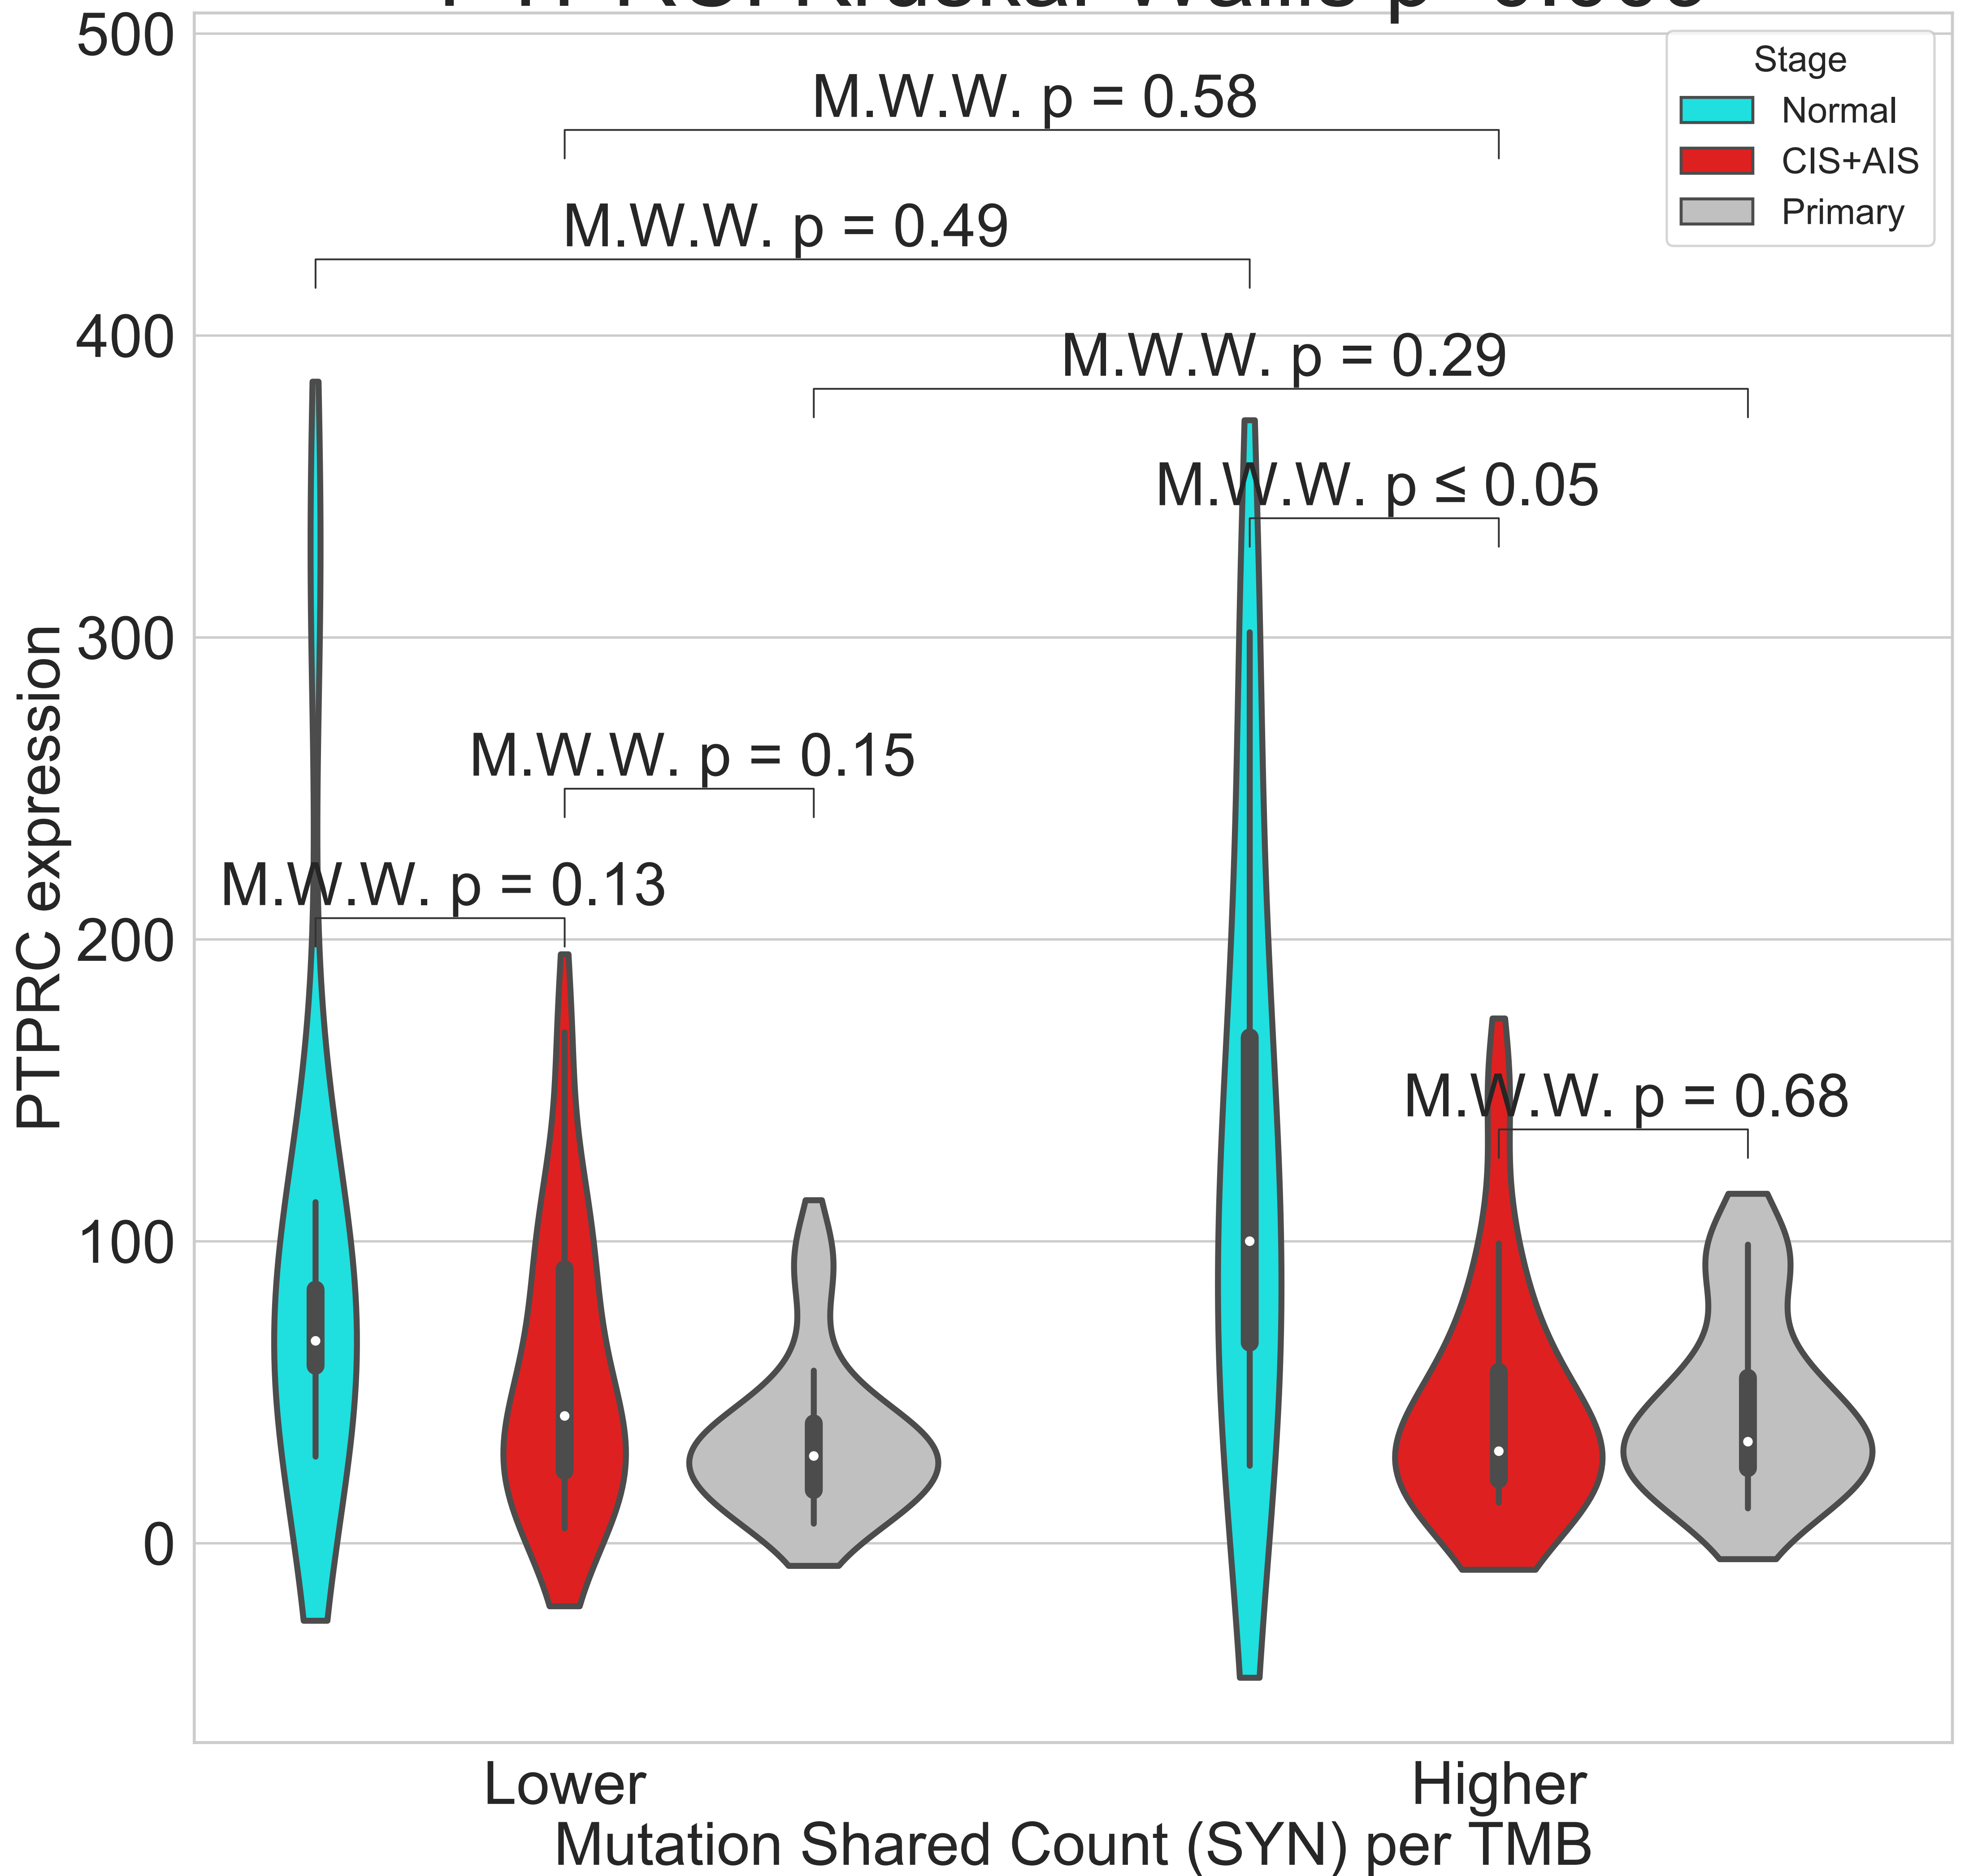 500
M.W.W. p = 0.58
M.W.W. p = 0.49
400
M.W.W. p = 0.29
M.W.W. p ≤ 0.05
300
M.W.W. p = 0.15
M.W.W. p = 0.13
200
M.W.W. p = 0.68
100
0
PTPRC expression
Stage
Normal
CIS+AIS
Primary
Lower
Higher
Mutation Shared Count (SYN) per TMB